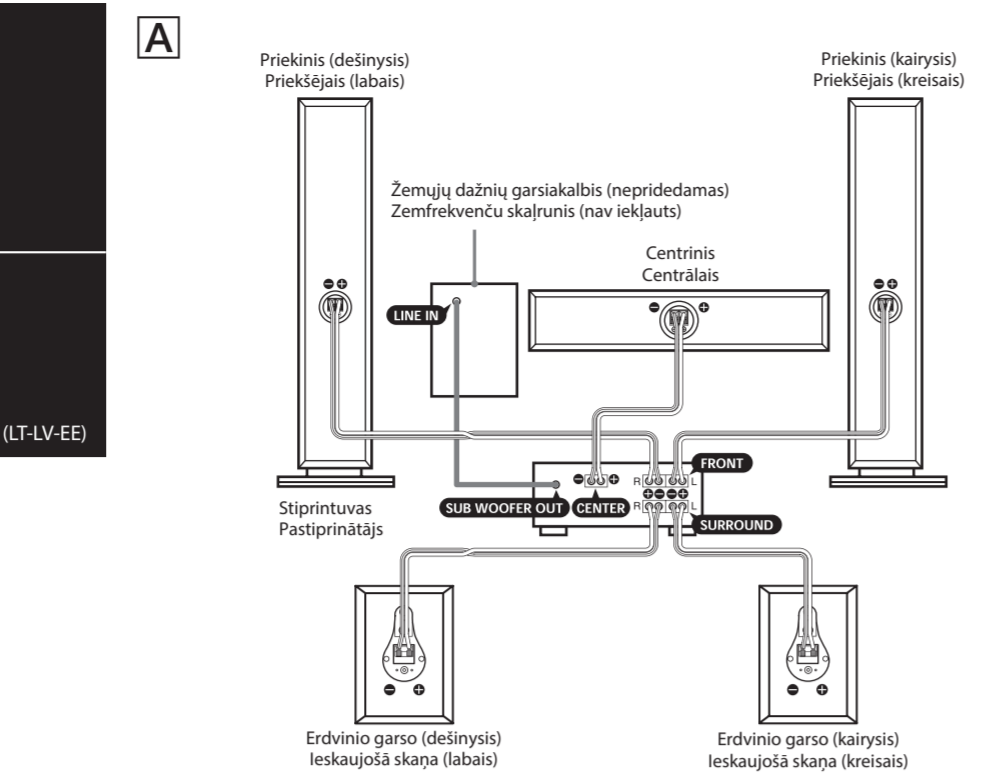 A
Priekinis (dešinysis)
Priekšējais (labais)
Priekinis (kairysis)
Priekšējais (kreisais)
Žemųjų dažnių garsiakalbis (nepridedamas)
Zemfrekvenču skaļrunis (nav iekļauts)
Centrinis
Centrālais
LINE IN
(LT-LV-EE)
FRONT
R
L
SUB WOOFER OUT
CENTER
R
L
SURROUND
Stiprintuvas
Pastiprinātājs
Erdvinio garso (dešinysis)
Ieskaujošā skaņa (labais)
Erdvinio garso (kairysis)
Ieskaujošā skaņa (kreisais)